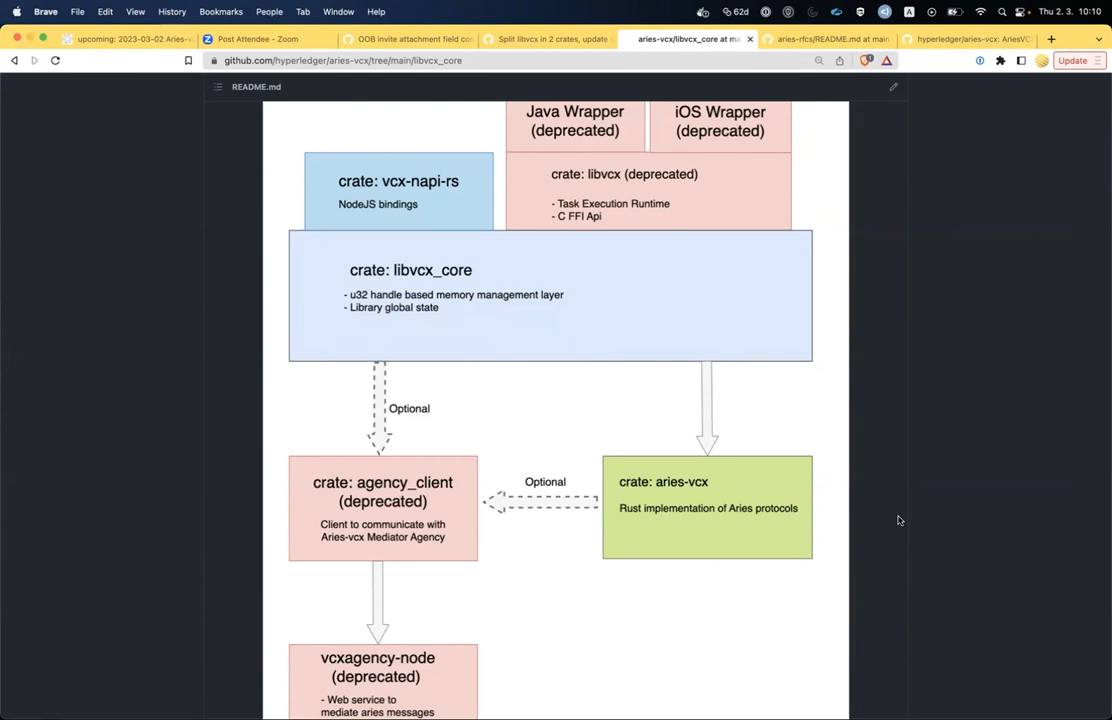 Brave File Edit View History Bookmarks People Tab Window Help
62d
A
Thu 2. 3. 10:10
upcoming: 2023-03-02 Aries-v
Post Attendee - Zoom
OOB invite attachment field con
Split libvcx in 2 crates, update
aries-vcx/libvcx_core at ma
aries-rfcs/README.md at main
hyperledger/aries-vcx: AriesVC
github.com/hyperledger/aries-vcx/tree/main/libvcx_core
Update
README.md
Java Wrapper
(deprecated)
iOS Wrapper
(deprecated)
crate: vcx-napi-rs
NodeJS bindings
crate: libvcx (deprecated)
- Task Execution Runtime
- C FFI Api
crate: libvcx_core
- u32 handle based memory management layer
- Library global state
Optional
crate: agency_client
(deprecated)
Client to communicate with
Aries-vcx Mediator Agency
Optional
crate: aries-vcx
Rust implementation of Aries protocols
vcxagency-node
(deprecated)
- Web service to
mediate aries messages